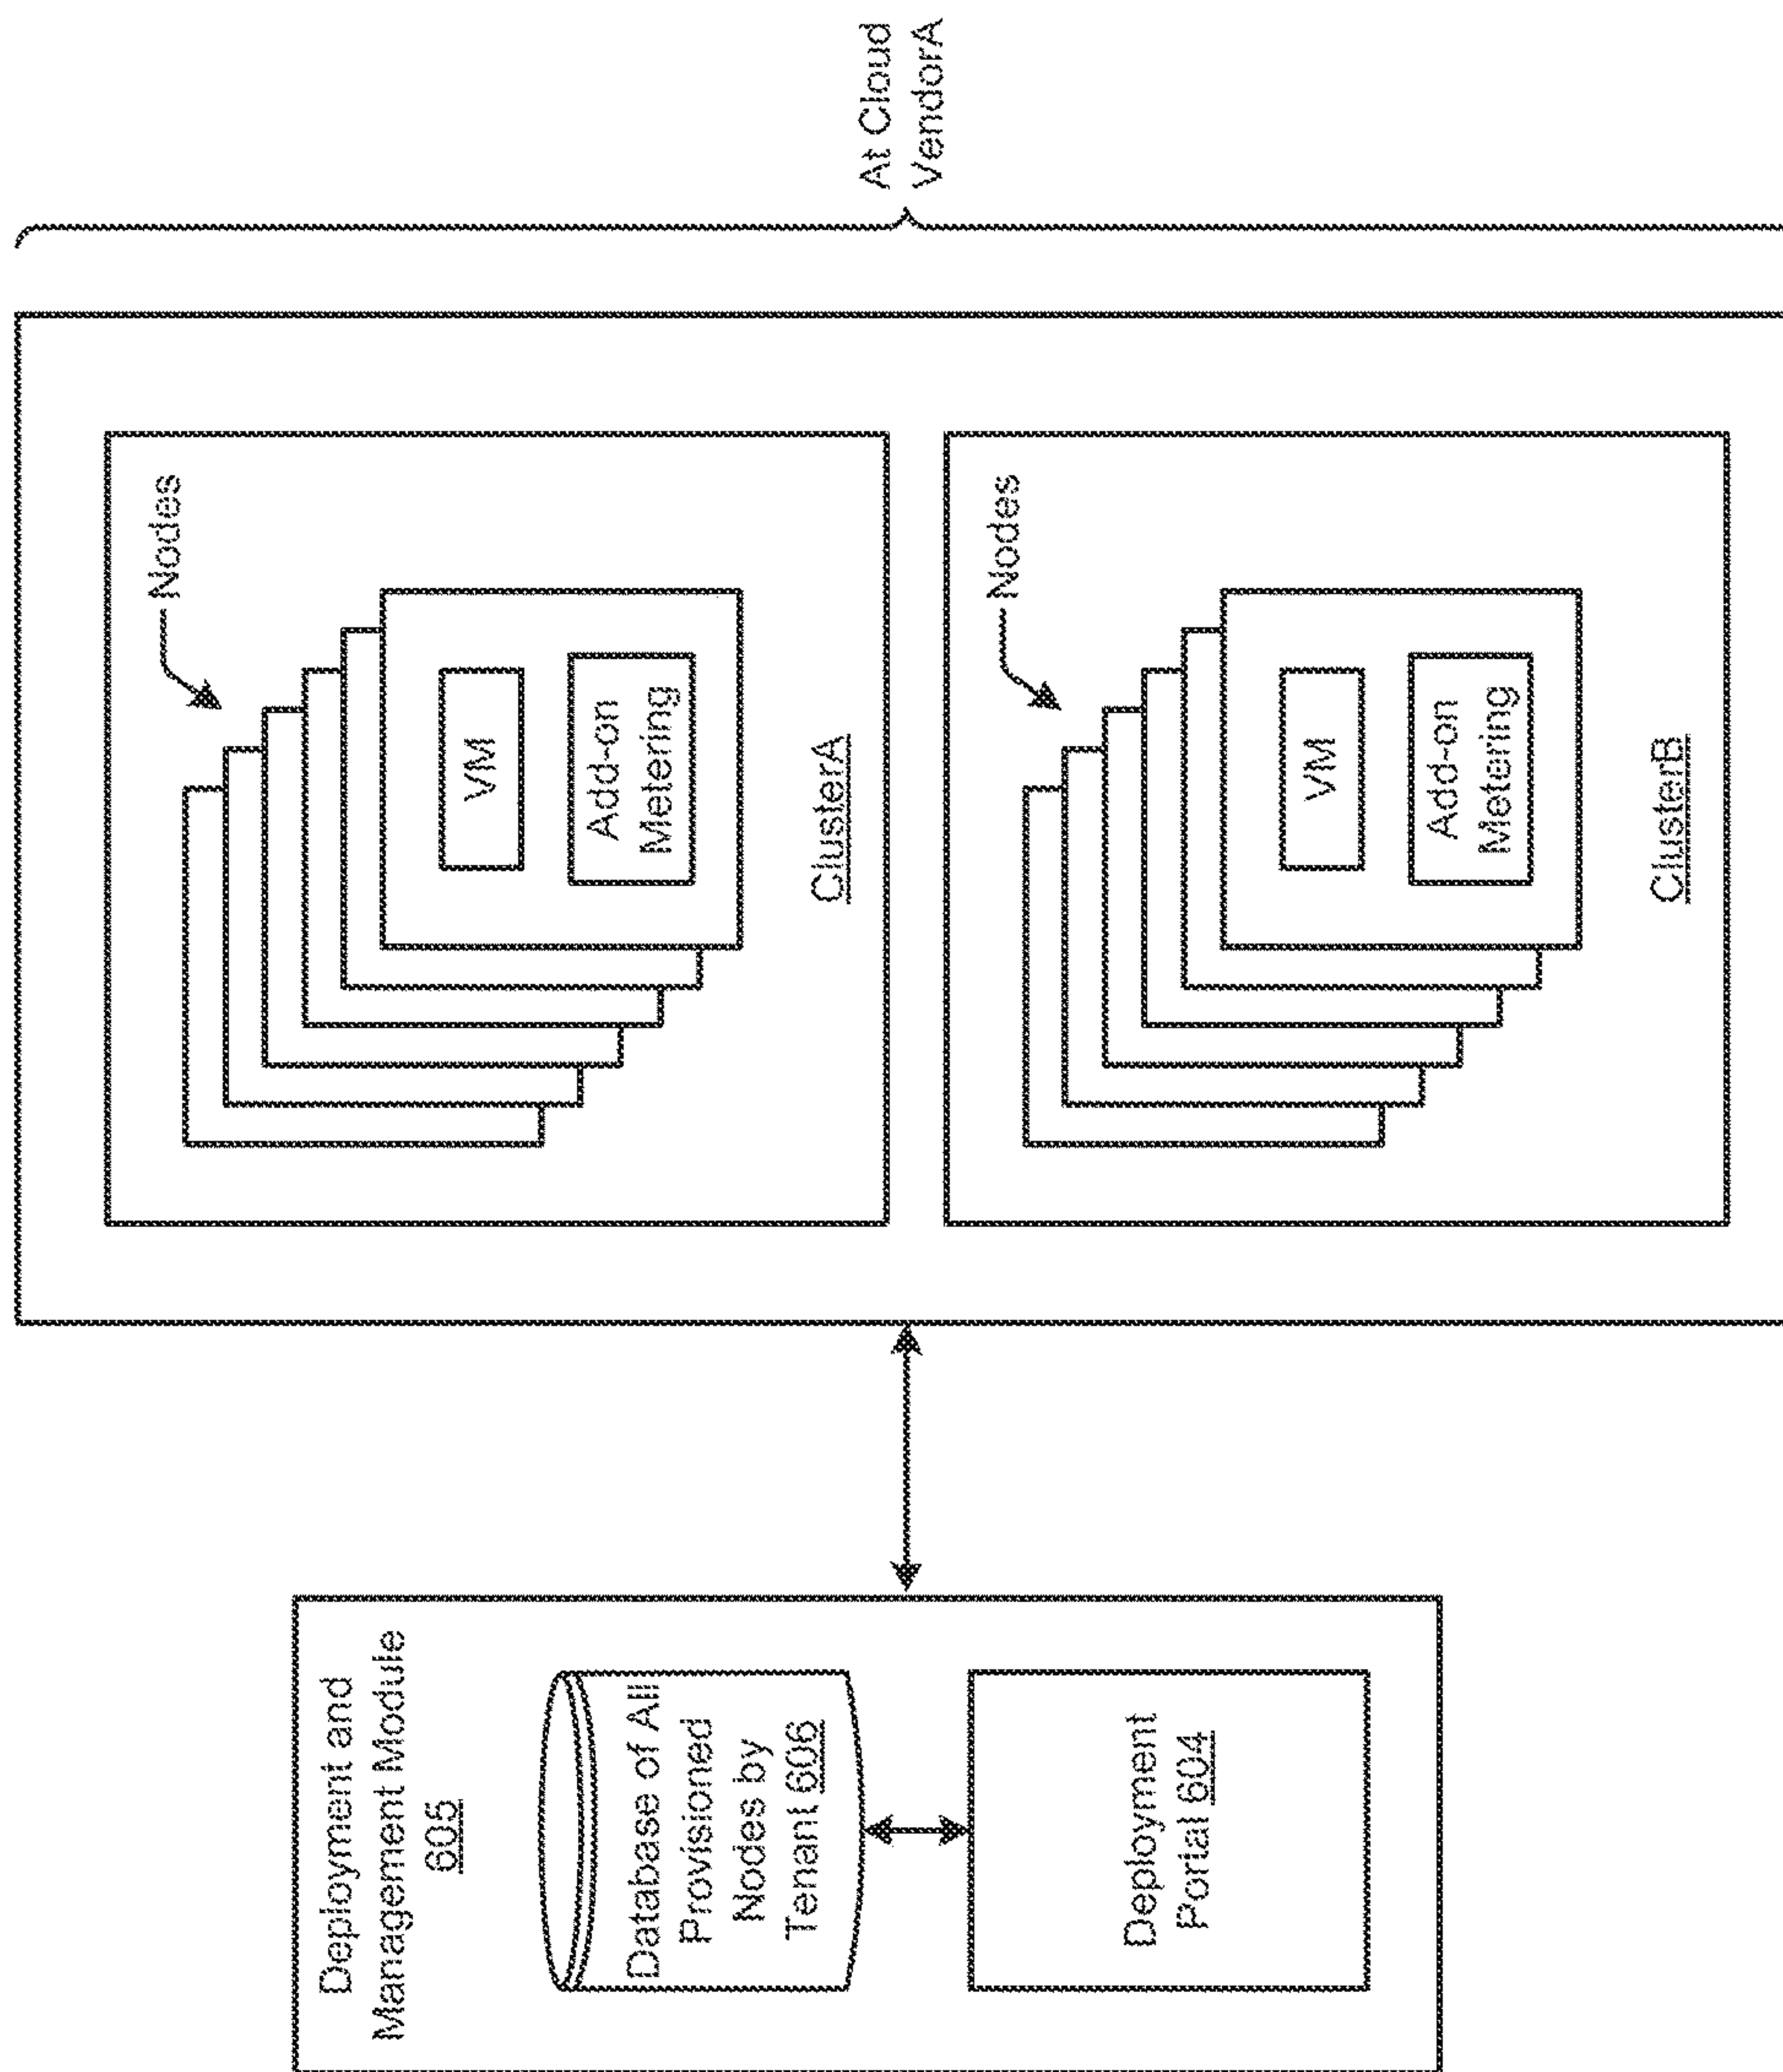 Deployment and
Management Module
605
Database of All
Provisioned
Nodes by
Tenant 606
Deployment
Portal 604
Nodes
VM
Add-on
Metering
ClusterA
Nodes
VM
Add-on
Metering
ClusterB
At Cloud
VendorA